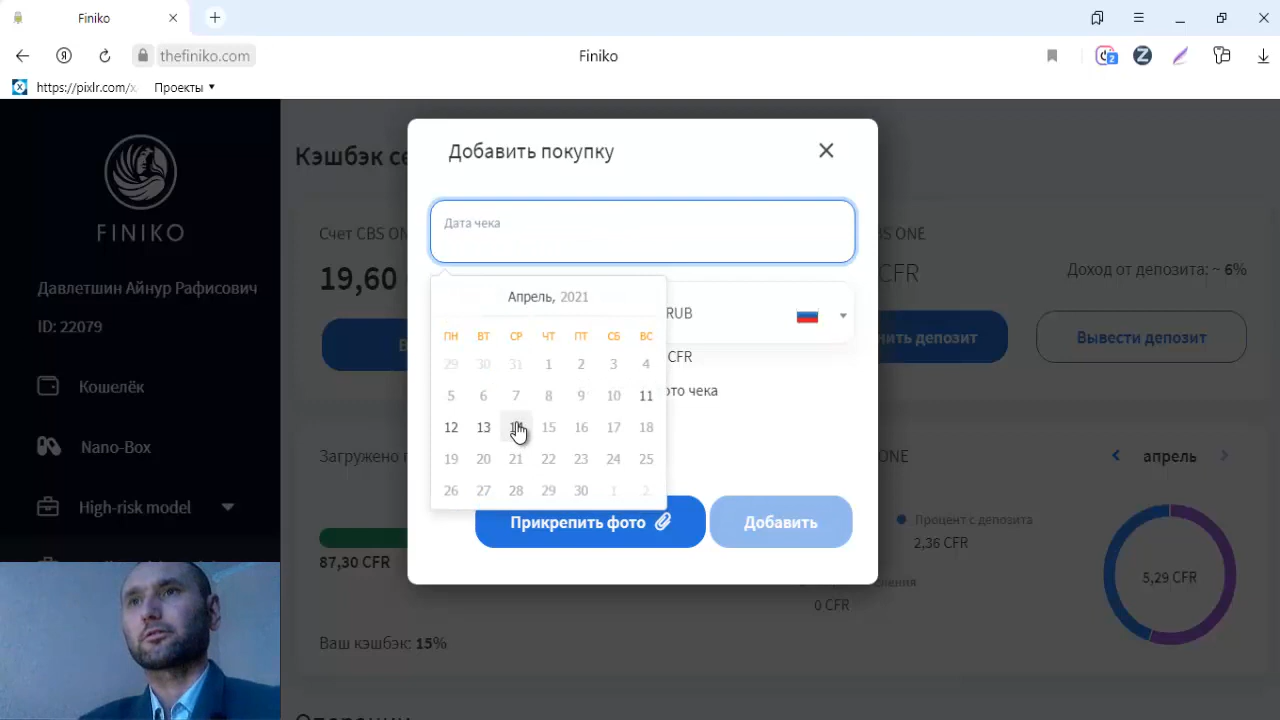 Finiko
thefiniko.com
Finiko
https://pixlr.com/x
Проекты
FINIKO
Давлетшин Айнур Рафисович
ID: 22079
Кошелёк
Nano-Box
High-risk model
Кэшбэк се
Счет CBS ON
19,60
IS ONE
CFR
Доход от депозита: ~ 6%
В
ить депозит
Вывести депозит
Добавить покупку
Дата чека
Апрель, 2021
ПН ВТ СР ЧТ ПТ СБ ВС
29 30 31 1 2 3 4
5 6 7 8 9 10 11
12 13 14 15 16 17 18
19 20 21 22 23 24 25
26 27 28 29 30 1 2
RUB
CFR
ото чека
Прикрепить фото
Добавить
Загружено п
87,30 CFR
Ваш кэшбэк: 15%
ONE
апрель
Процент с депозита
2,36 CFR
0 CFR
5,29 CFR
Операции